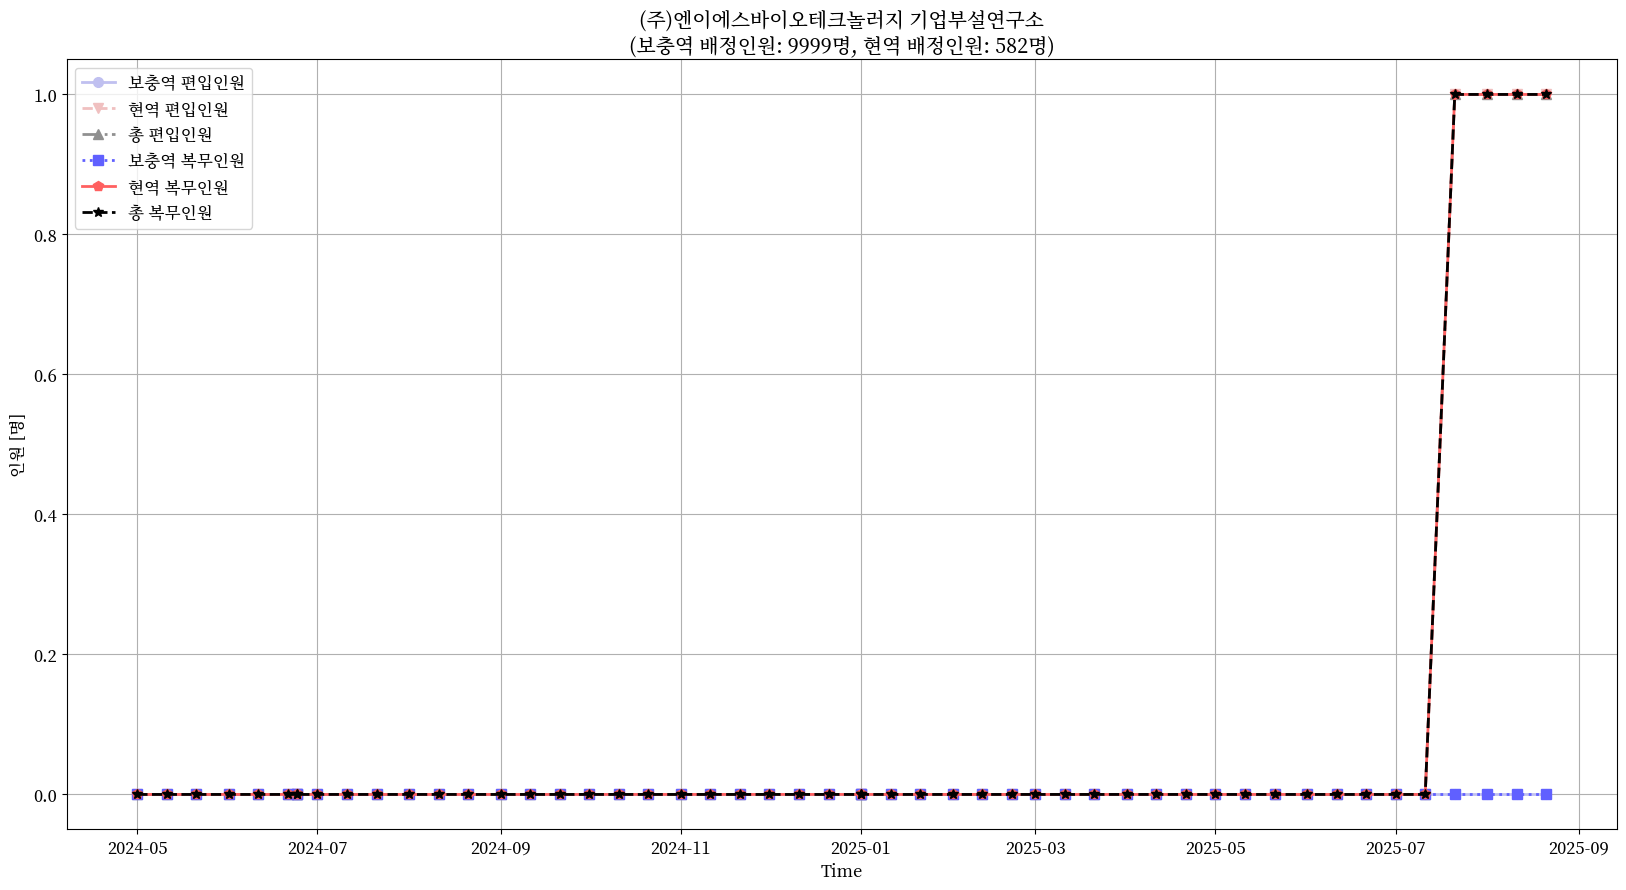 (주)엔이에스바이오테크놀러지 기업부설연구소
(보충역 배정인원: 9999명, 현역 배정인원: 582명)
보충역 편입인원
현역 편입인원
총 편입인원
보충역 복무인원
현역 복무인원
총 복무인원
1.0
0.8
0.6
0.4
0.2
0.0
인원 [명]
2024-05
2024-07
2024-09
2024-11
2025-01
2025-03
2025-05
2025-07
2025-09
Time